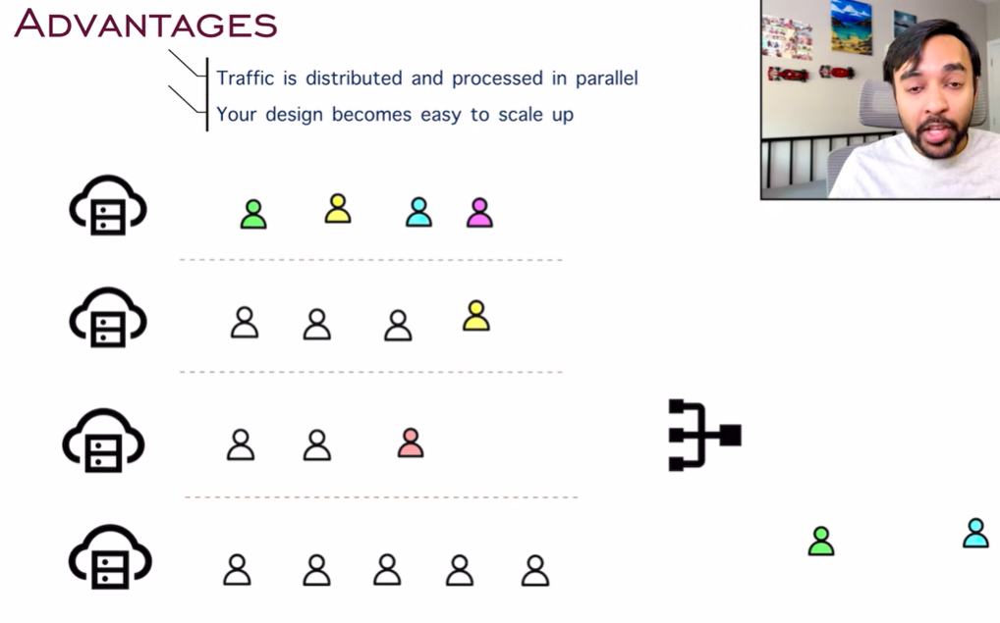 ADVANTAGES
Traffic is distributed and processed in parallel
Your design becomes easy to scale up